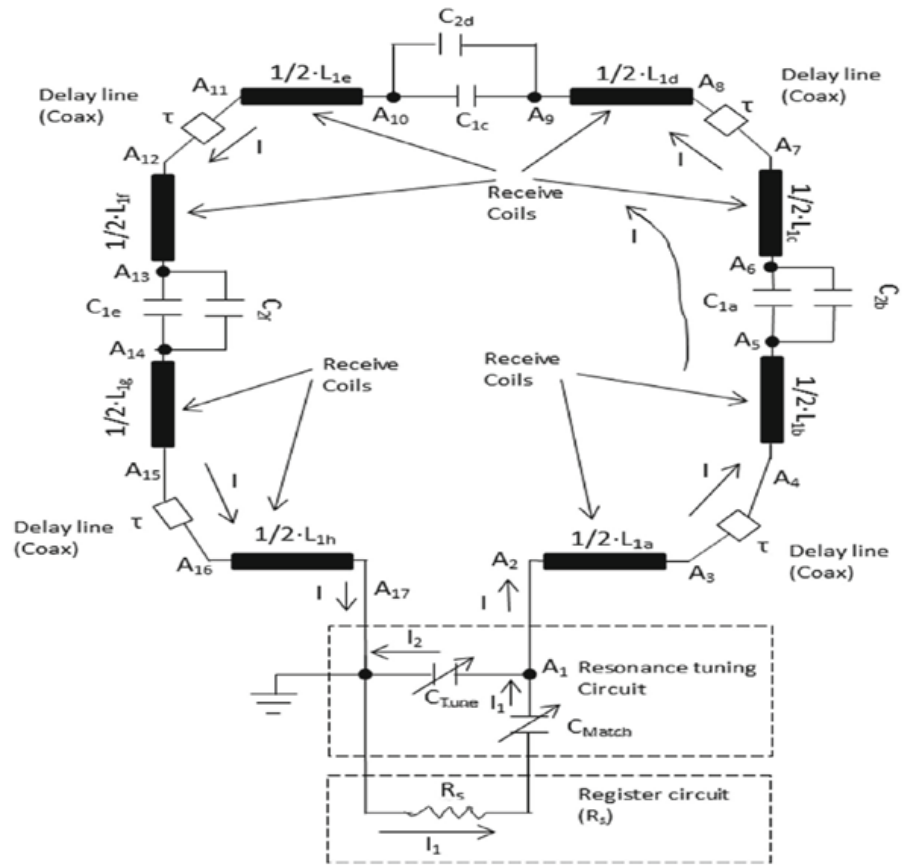 C2d
1/2·L1e
1/2·L1d
A11
A10
C1c
A9
A8
Delay line
(Coax)
Delay line
(Coax)
τ
τ
I
I
A12
A7
1/2·L1f
Receive
Coils
1/2·L1c
I
A13
A6
C1e
C2f
C1a
C2b
A14
A5
Receive
Coils
Receive
Coils
1/2·L1g
1/2·L1b
A15
I
I
A4
Delay line
(Coax)
τ
τ
Delay line
(Coax)
1/2·L1h
1/2·L1a
A16
A2
A3
I
A17
I
I2
A1
Resonance tuning
Circuit
CTune
I1
CMatch
Rs
Register circuit
(Rs)
I1